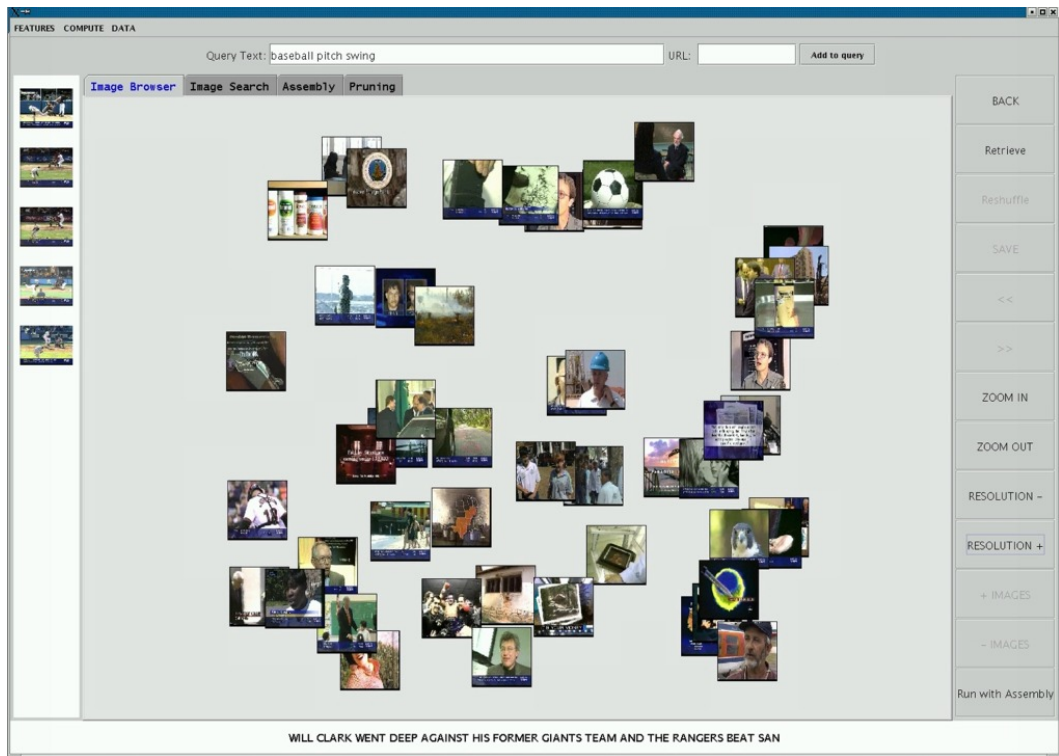 FEATURES COMPUTE DATA
Query Text: baseball pitch swing URL: Add to query
Image Browser Image Search Assembly Pruning
BACK
Retrieve
Reshuffle
SAVE
<<
>>
ZOOM IN
ZOOM OUT
RESOLUTION -
RESOLUTION +
+ IMAGES
- IMAGES
Run with Assembly
WILL CLARK WENT DEEP AGAINST HIS FORMER GIANTS TEAM AND THE RANGERS BEAT SAN